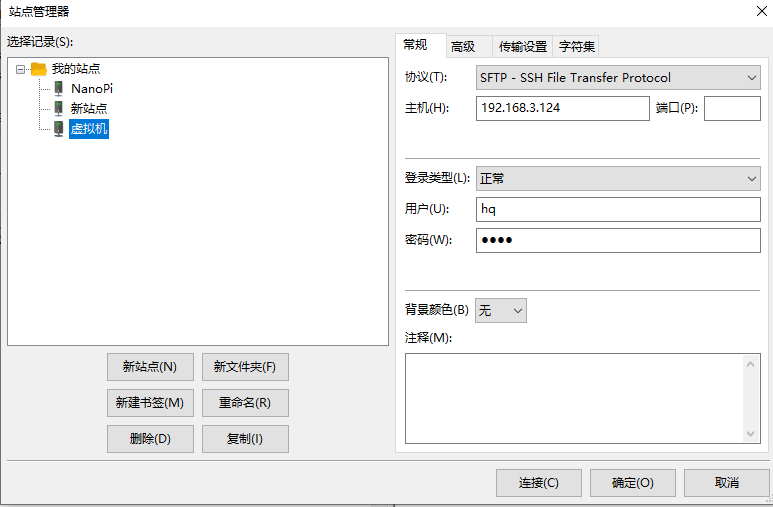 站点管理器
选择记录(S):
我的站点
NanoPi
新站点
虚拟机
新站点(N)
新文件夹(F)
新建书签(M)
重命名(R)
删除(D)
复制(I)
常规
高级
传输设置
字符集
协议(T):
SFTP - SSH File Transfer Protocol
主机(H):
192.168.3.124
端口(P):
登录类型(L):
正常
用户(U):
hq
密码(W):
●●●●
背景颜色(B)
无
注释(M):
连接(C)
确定(O)
取消